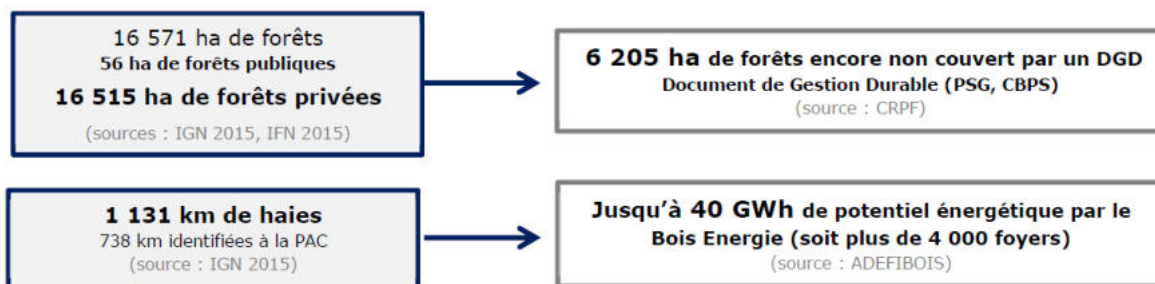 16 571 ha de forêts
56 ha de forêts publiques
16 515 ha de forêts privées
(sources : IGN 2015, IFN 2015)
6 205 ha de forêts encore non couvert par un DGD
Document de Gestion Durable (PSG, CBPS)
(source : CRPF)
1 131 km de haies
738 km identifiées à la PAC
(source : IGN 2015)
Jusqu'à 40 GWh de potentiel énergétique par le
Bois Energie (soit plus de 4 000 foyers)
(source : ADEFIBOIS)